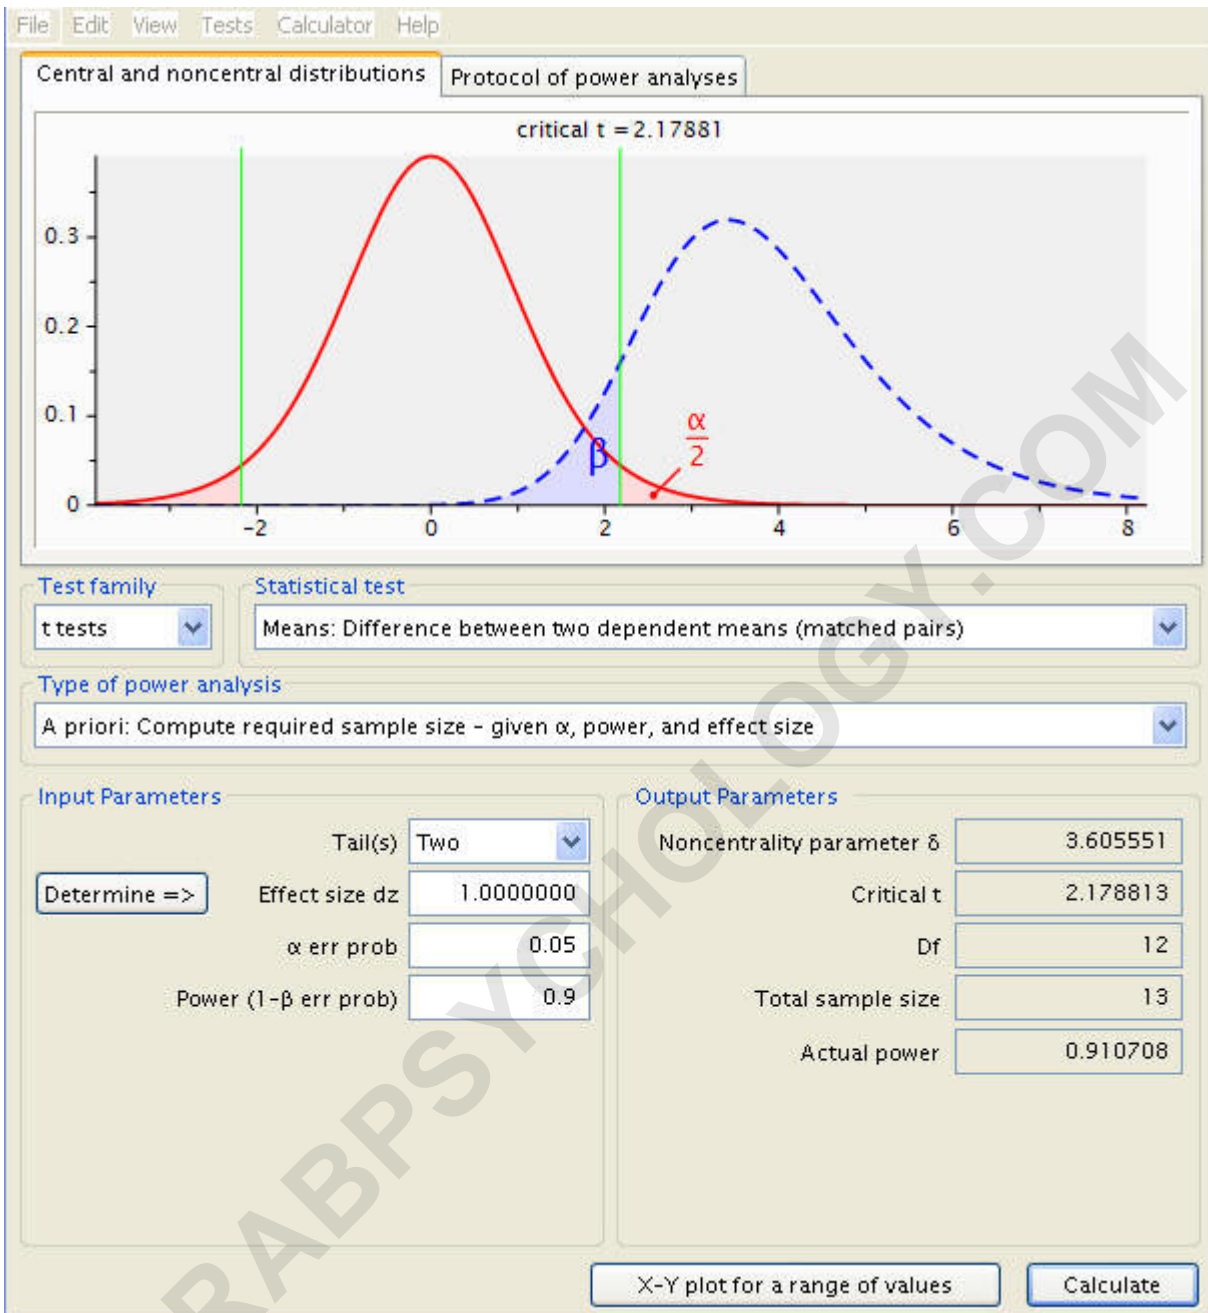 File Edit View Tests Calculator Help
Central and noncentral distributions Protocol of power analyses
critical t = 2.17881
0.3
0.2
0.1
0
β
α
2
-2 0 2 4 6 8
Test family Statistical test
t tests Means: Difference between two dependent means (matched pairs)
Type of power analysis
A priori: Compute required sample size - given α, power, and effect size
Input Parameters Output Parameters
Tail(s) Two Noncentrality parameter δ 3.605551
Determine => Effect size dz 1.0000000 Critical t 2.178813
α err prob 0.05 Df 12
Power (1-β err prob) 0.9 Total sample size 13
Actual power 0.910708
X-Y plot for a range of values Calculate
RABPSYCHOLOGY.COM